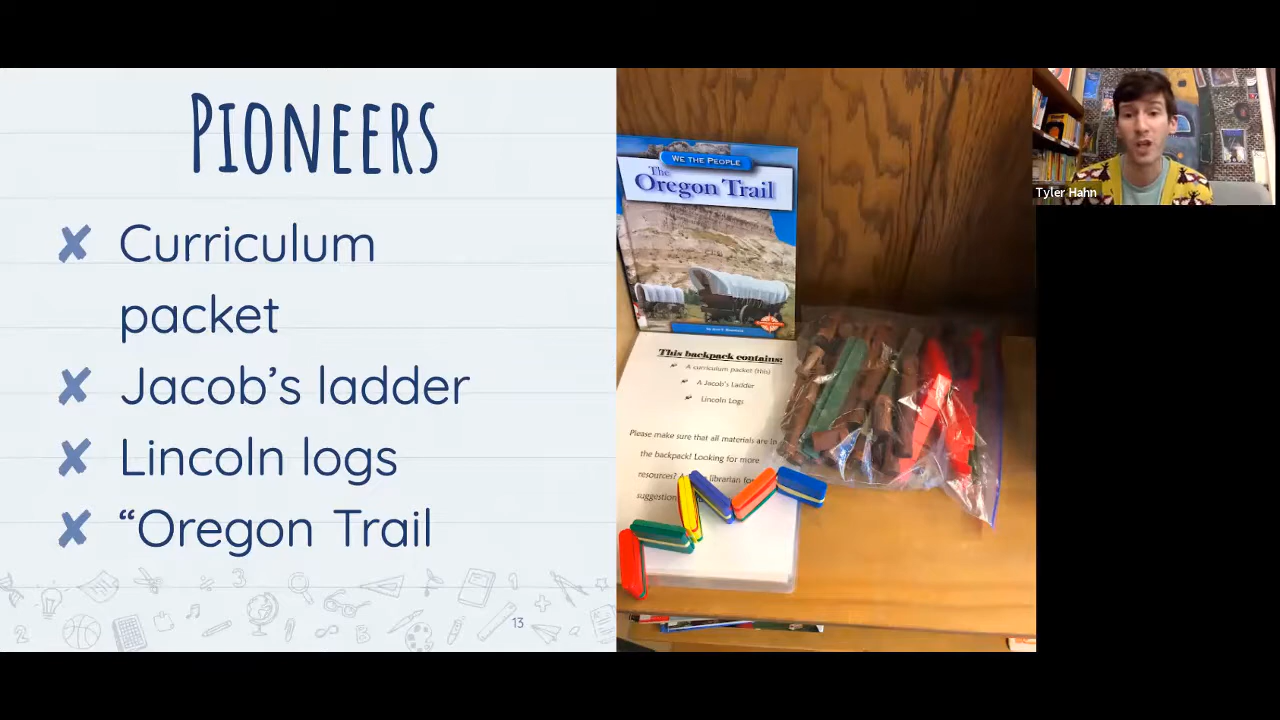 PIONEERS
✘ Curriculum
packet
✘ Jacob’s ladder
✘ Lincoln logs
✘ “Oregon Trail
13
WE THE PEOPLE
The
Oregon Trail
This backpack contains:
A curriculum packet (this)
A Jacob's Ladder
Lincoln Logs
Please make sure that all materials are in
the backpack! Looking for more
resources? librarian for
suggestion
Tyler Hahn